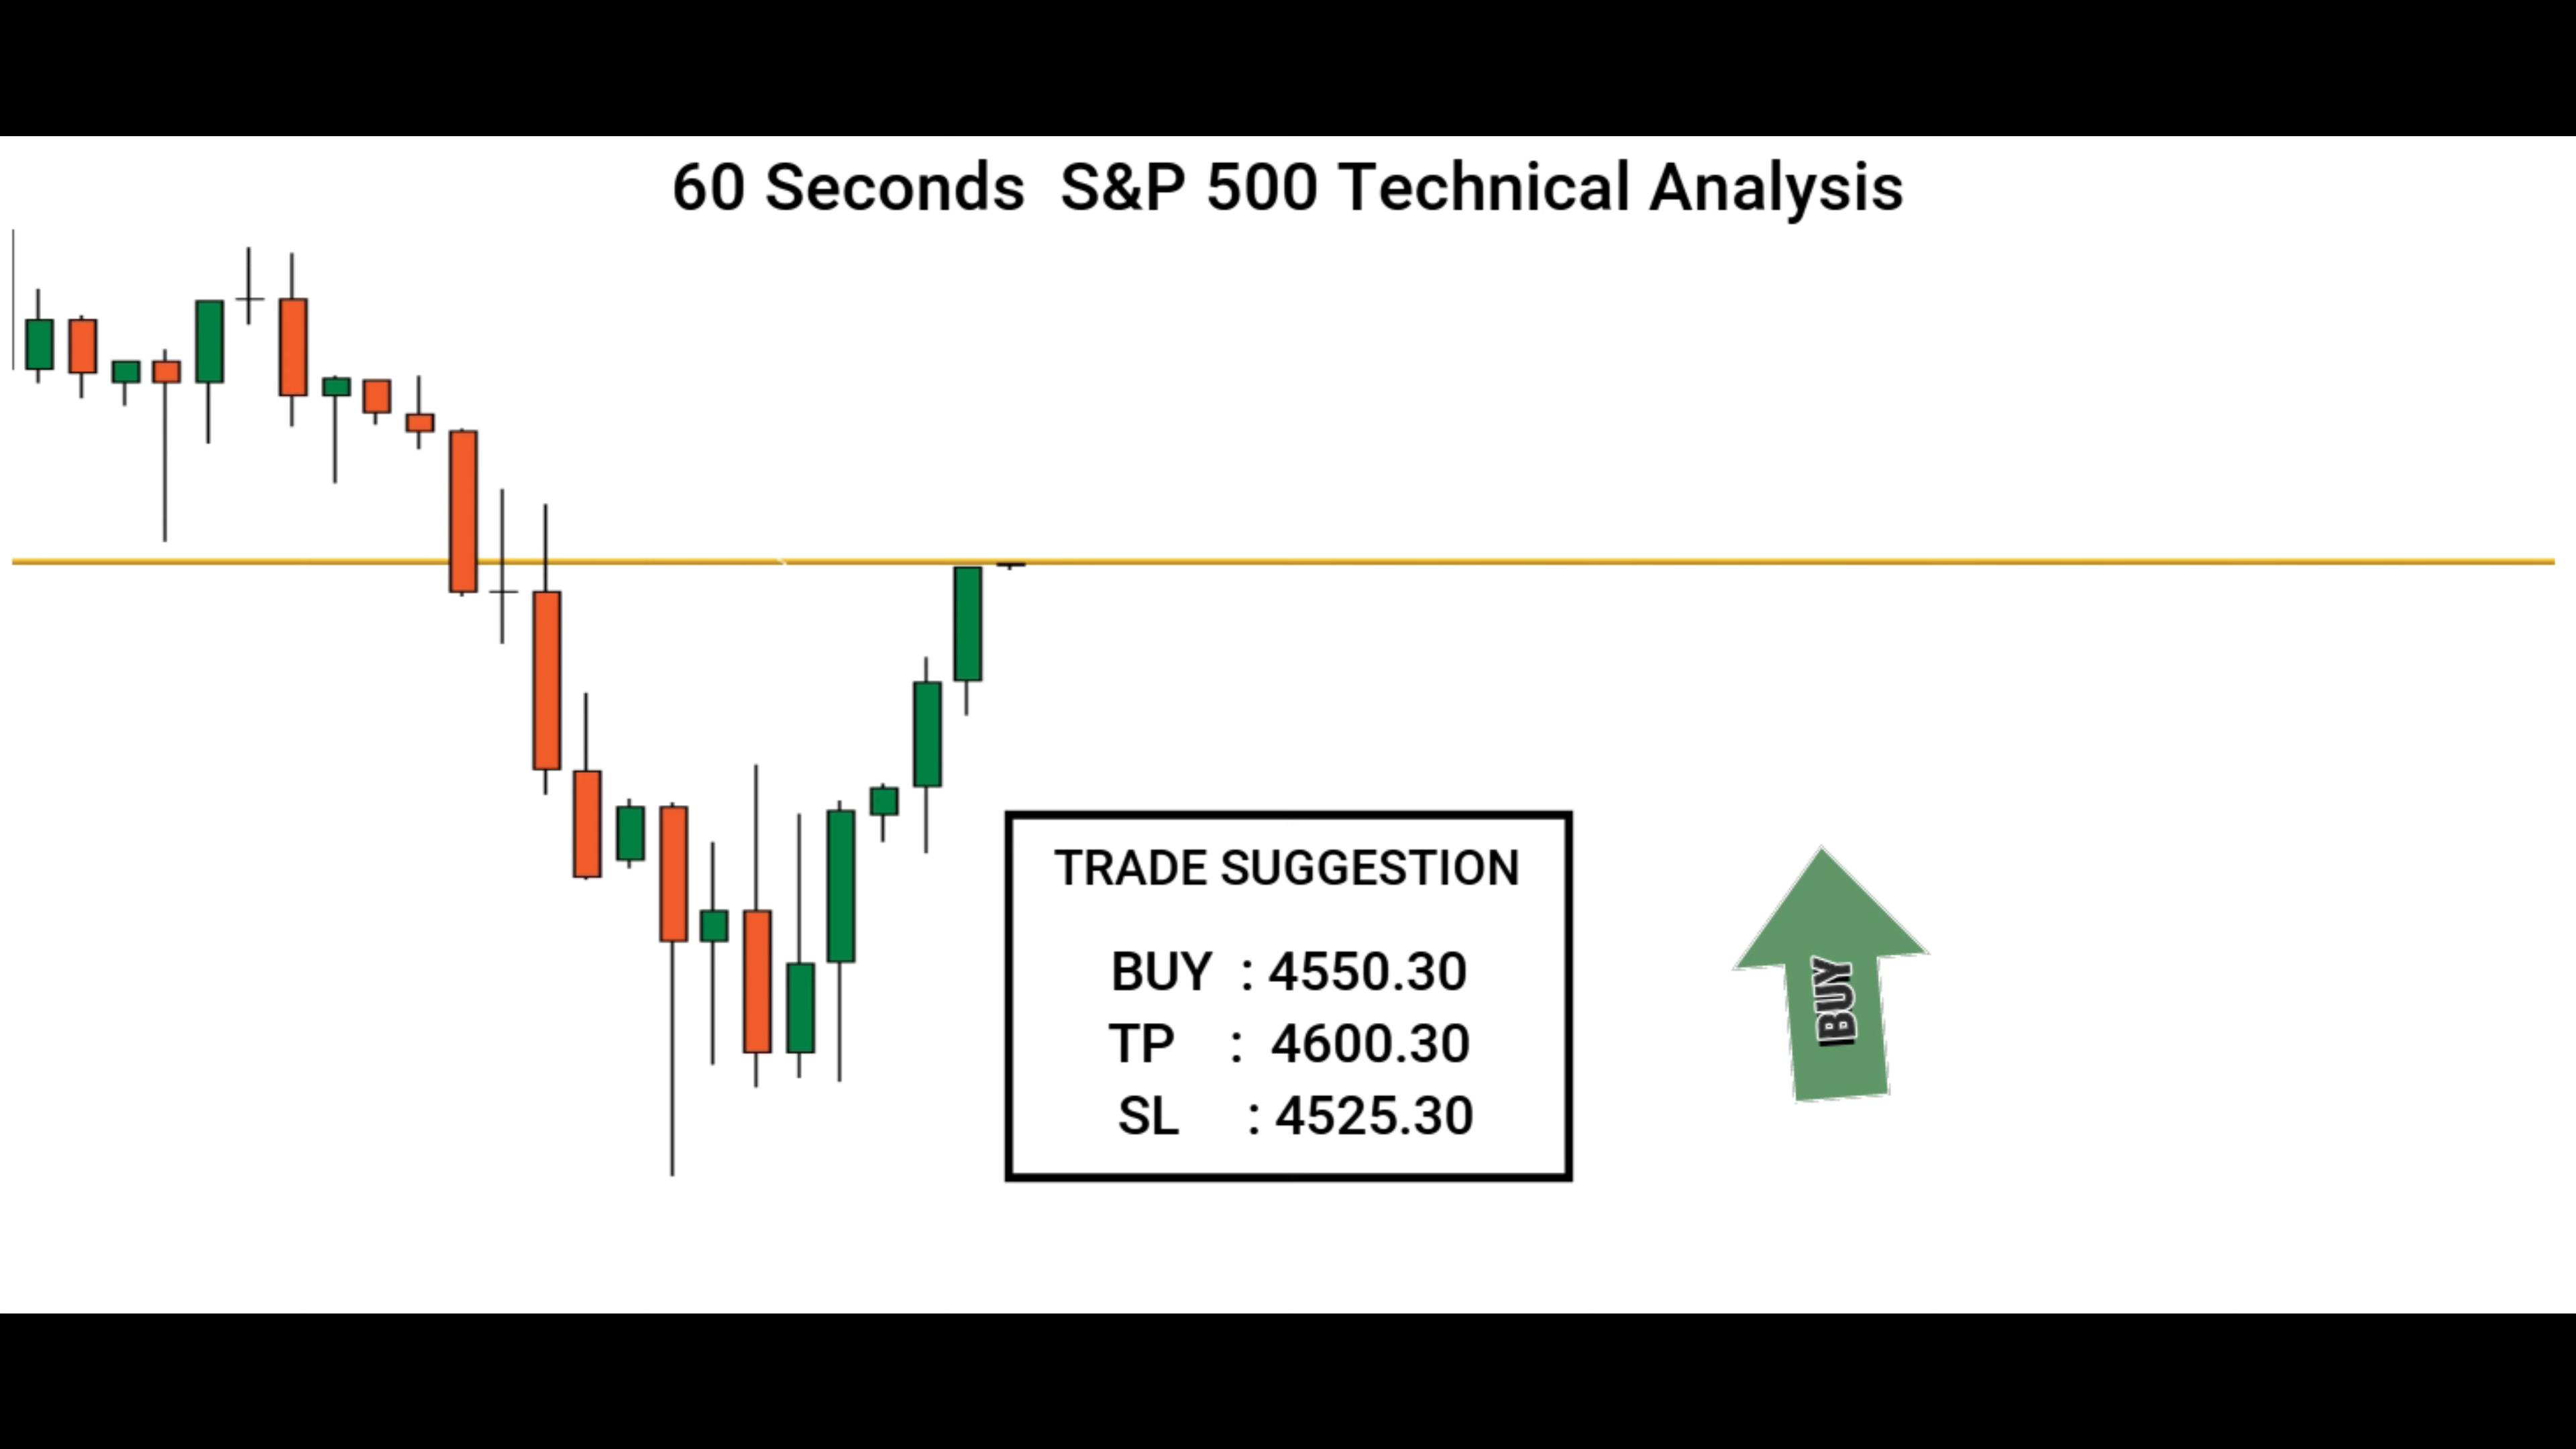 60 Seconds  S&P 500 Technical Analysis
TRADE SUGGESTION
BUY : 4550.30
TP : 4600.30
SL : 4525.30
BUY